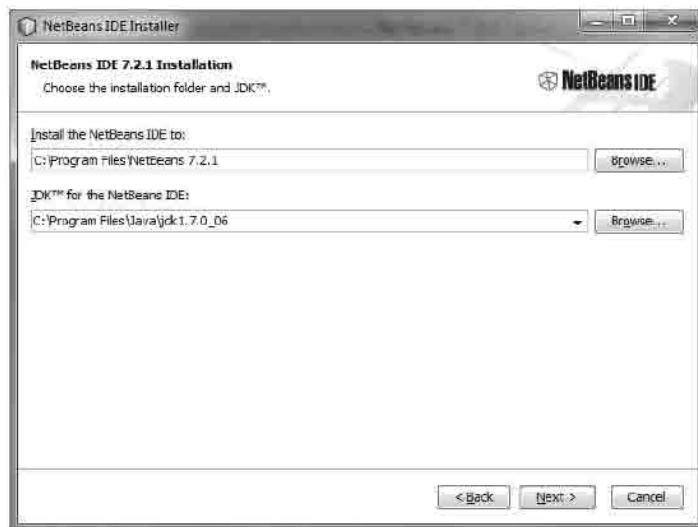 NetBeans IDE Installer
NetBeans IDE 7.2.1 Installation
Choose the installation folder and JDK™.
NetBeans IDE
Install the NetBeans IDE to:
C:\Program Files\NetBeans 7.2.1
Browse...
JDK™ for the NetBeans IDE:
C:\Program Files\Java\jdk1.7.0_06
Browse...
< Back
Next >
Cancel